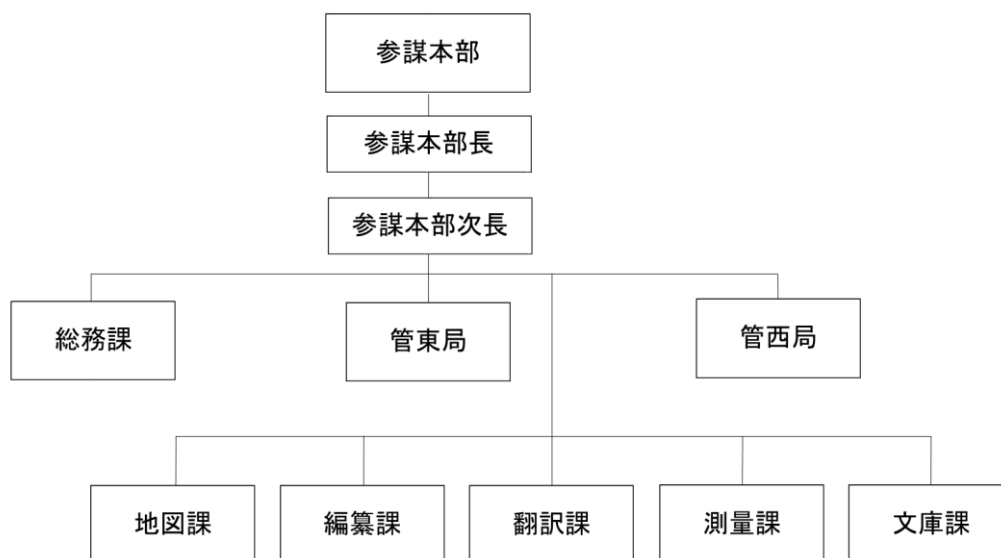 参謀本部
参謀本部長
参謀本部次長
総務課
管東局
管西局
地図課
編纂課
翻訳課
測量課
文庫課